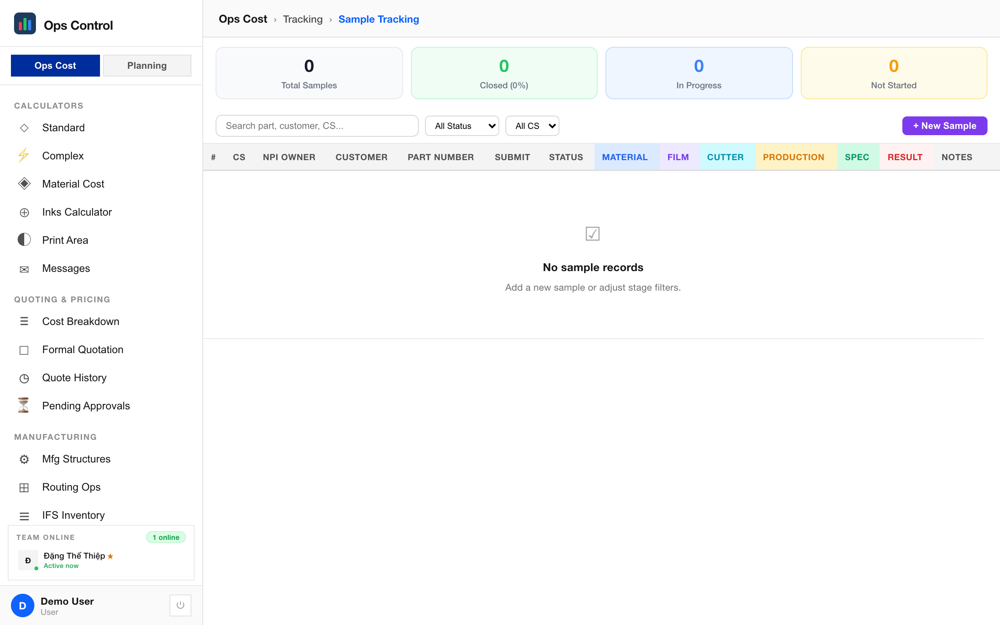 Ops Control
Ops Cost
Planning
CALCULATORS
Standard
Complex
Material Cost
Inks Calculator
Print Area
Messages
QUOTING & PRICING
Cost Breakdown
Formal Quotation
Quote History
Pending Approvals
MANUFACTURING
Mfg Structures
Routing Ops
IFS Inventory
TEAM ONLINE
1 online
Đ
Đặng Thế Thiệp ★
Active now
D
Demo User
User
Ops Cost › Tracking › Sample Tracking
0
Total Samples
0
Closed (0%)
0
In Progress
0
Not Started
Search part, customer, CS...
All Status
All CS
+ New Sample
# CS NPI OWNER CUSTOMER PART NUMBER SUBMIT STATUS MATERIAL FILM CUTTER PRODUCTION SPEC RESULT NOTES
No sample records
Add a new sample or adjust stage filters.